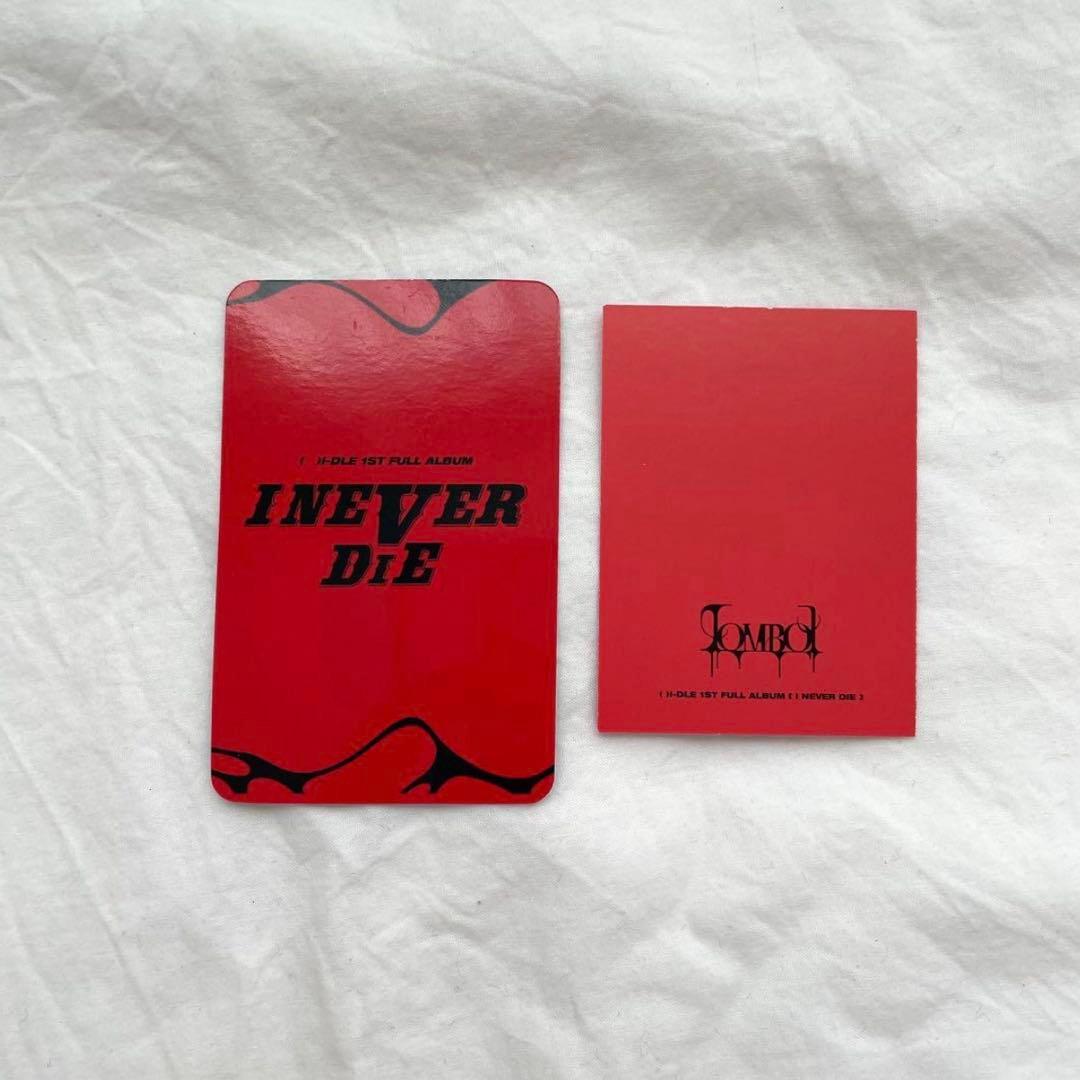 ( )I-DLE 1ST FULL ALBUM
I NEVER
DIE
TOMBOY
( )I-DLE 1ST FULL ALBUM [ I NEVER DIE ]